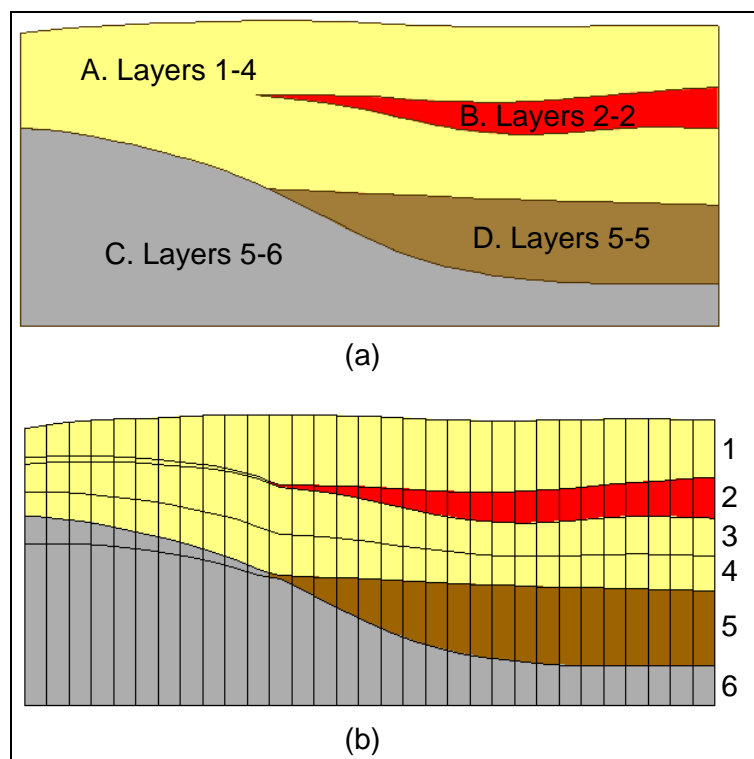 A. Layers 1-4
B. Layers 2-2
C. Layers 5-6
D. Layers 5-5
(a)
1
2
3
4
5
6
(b)